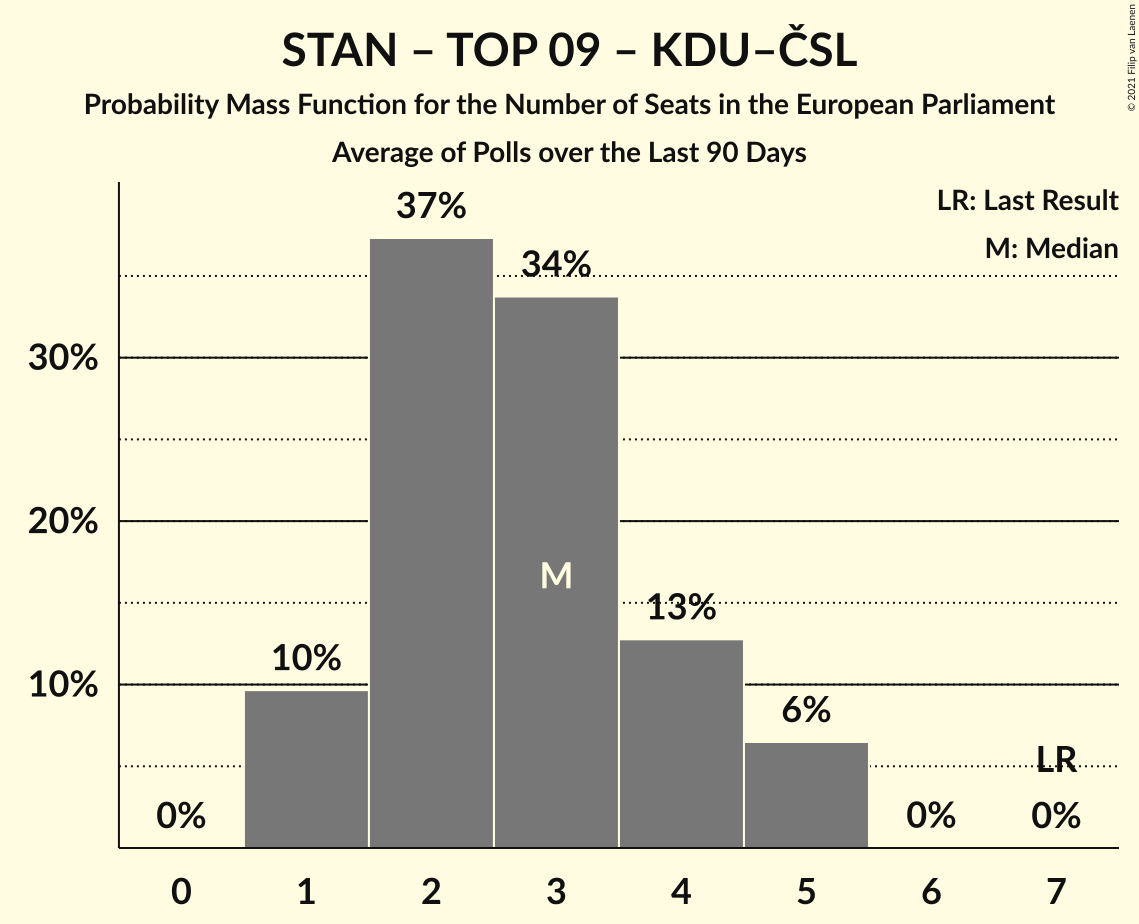 STAN – TOP 09 – KDU–ČSL
Probability Mass Function for the Number of Seats in the European Parliament
Average of Polls over the Last 90 Days
© 2021 Filip van Laenen
LR: Last Result
M: Median
37%
34%
30%
20%
M
13%
10%
10%
6%
LR
0%
0%
0%
0 1 2 3 4 5 6 7